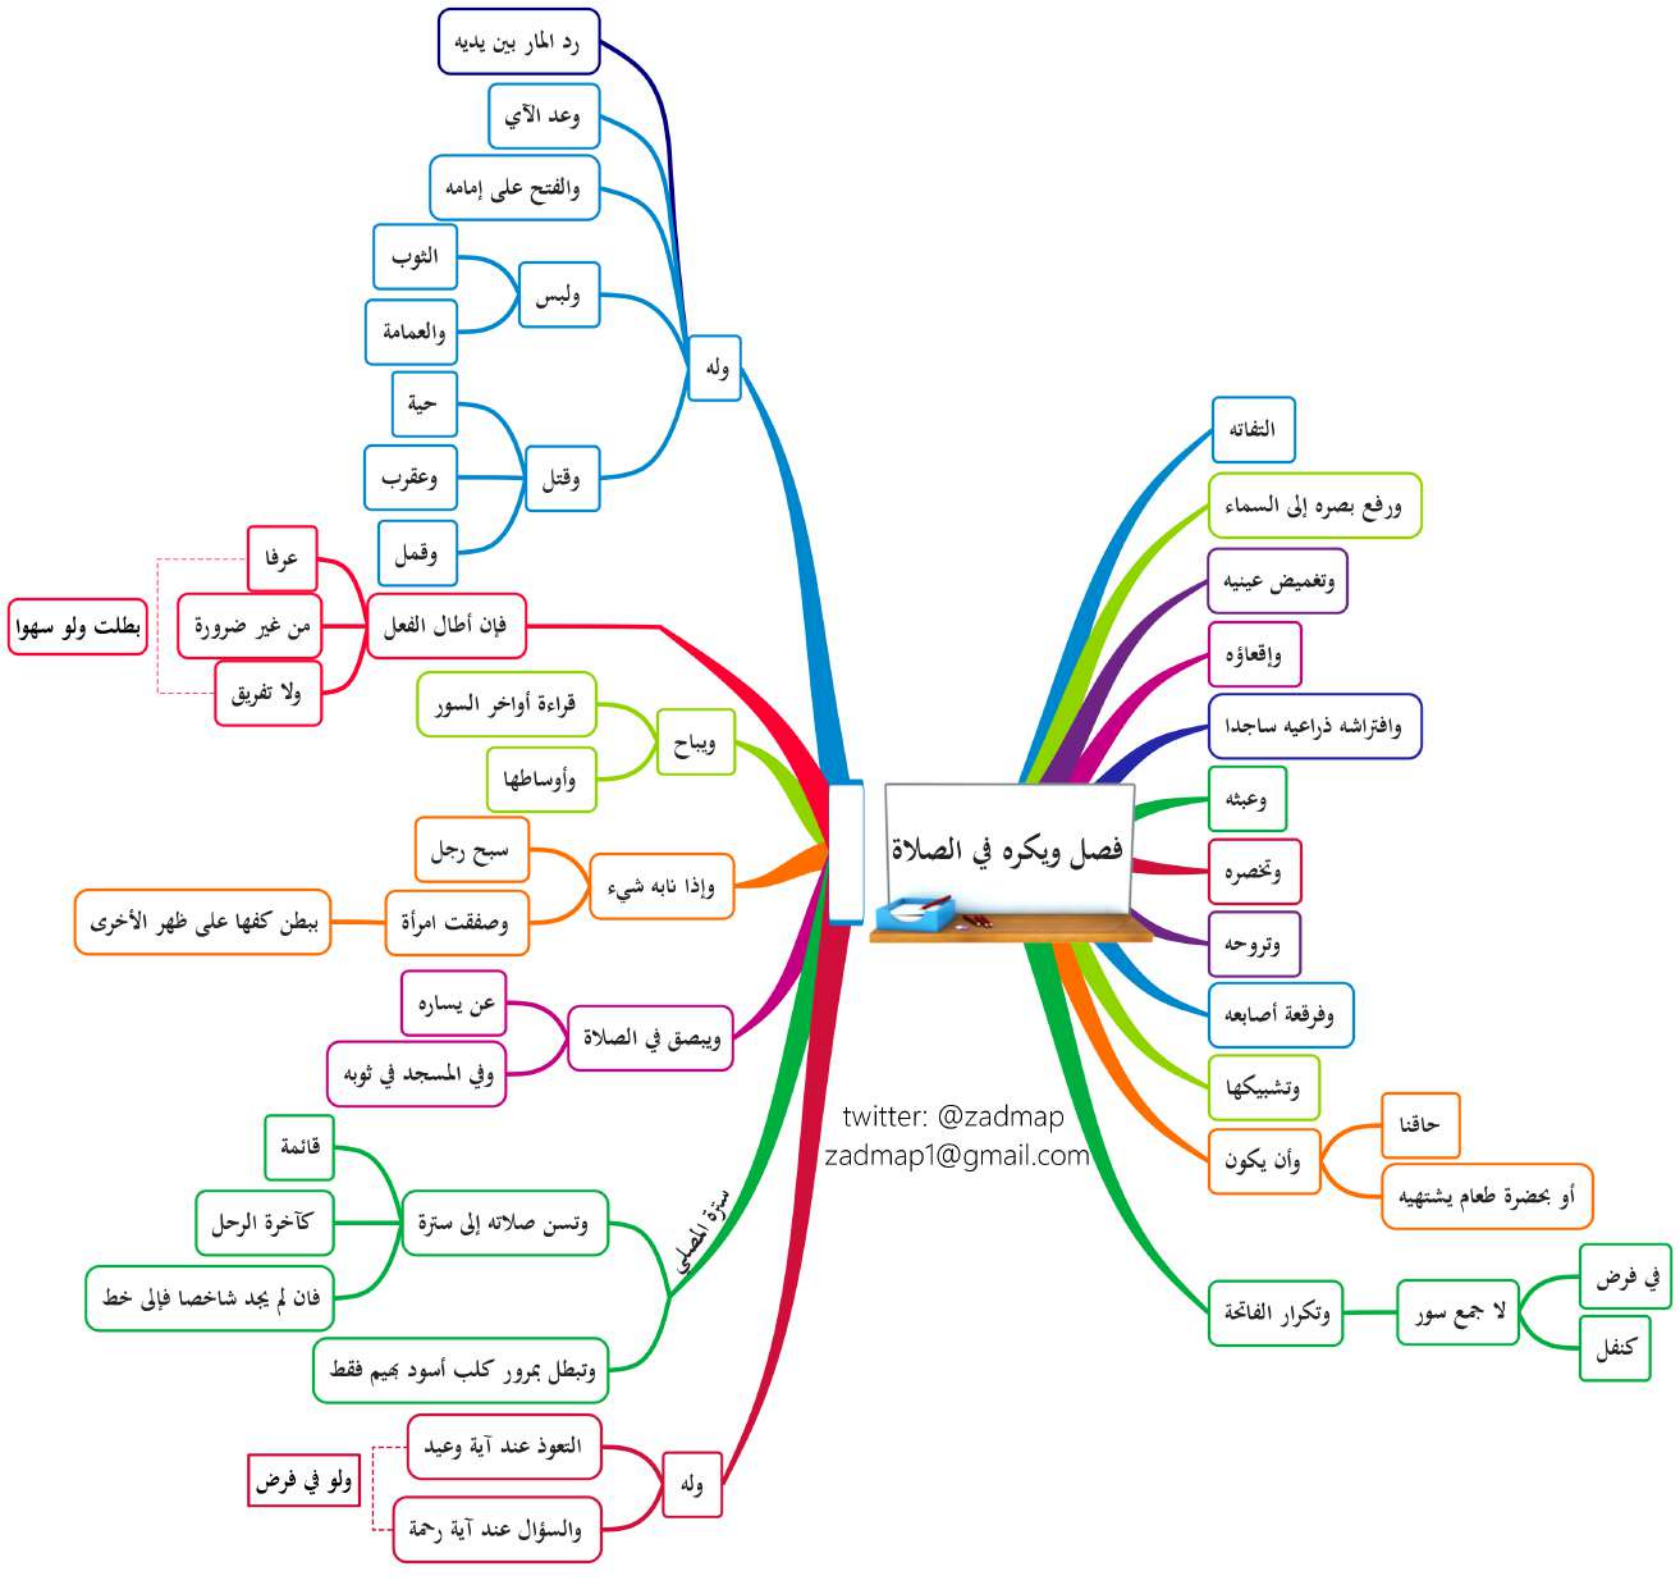 فصل ويكره في الصلاة
التفاته
ورفع بصره إلى السماء
وتغميض عينيه
وإقعاؤه
وافتراشه ذراعيه ساجدا
وعبثه
وتخصره
وتروحه
وفرقعة أصابعه
وتشبيكها
وأن يكون
حاقنا
أو بحضرة طعام يشتهيه
وتكرار الفاتحة
لا جمع سور
في فرض
كنفل
وله
رد المار بين يديه
وعد الآي
والفتح على إمامه
ولبس
الثوب
والعمامة
وقتل
حية
وعقرب
وقمل
فإن أطال الفعل
عرفا
من غير ضرورة
ولا تفريق
بطلت ولو سهوا
ويباح
قراءة أواخر السور
وأوساطها
وإذا نابه شيء
سبح رجل
وصفقت امرأة
ببطن كفها على ظهر الأخرى
ويبصق في الصلاة
عن يساره
وفي المسجد في ثوبه
سترة المصلي
وتسن صلاته إلى سترة
قائمة
كآخرة الرحل
فان لم يجد شاخصا فإلى خط
وتبطل بمرور كلب أسود بهيم فقط
وله
التعوذ عند آية وعيد
والسؤال عند آية رحمة
ولو في فرض
twitter: @zadmap
zadmap1@gmail.com